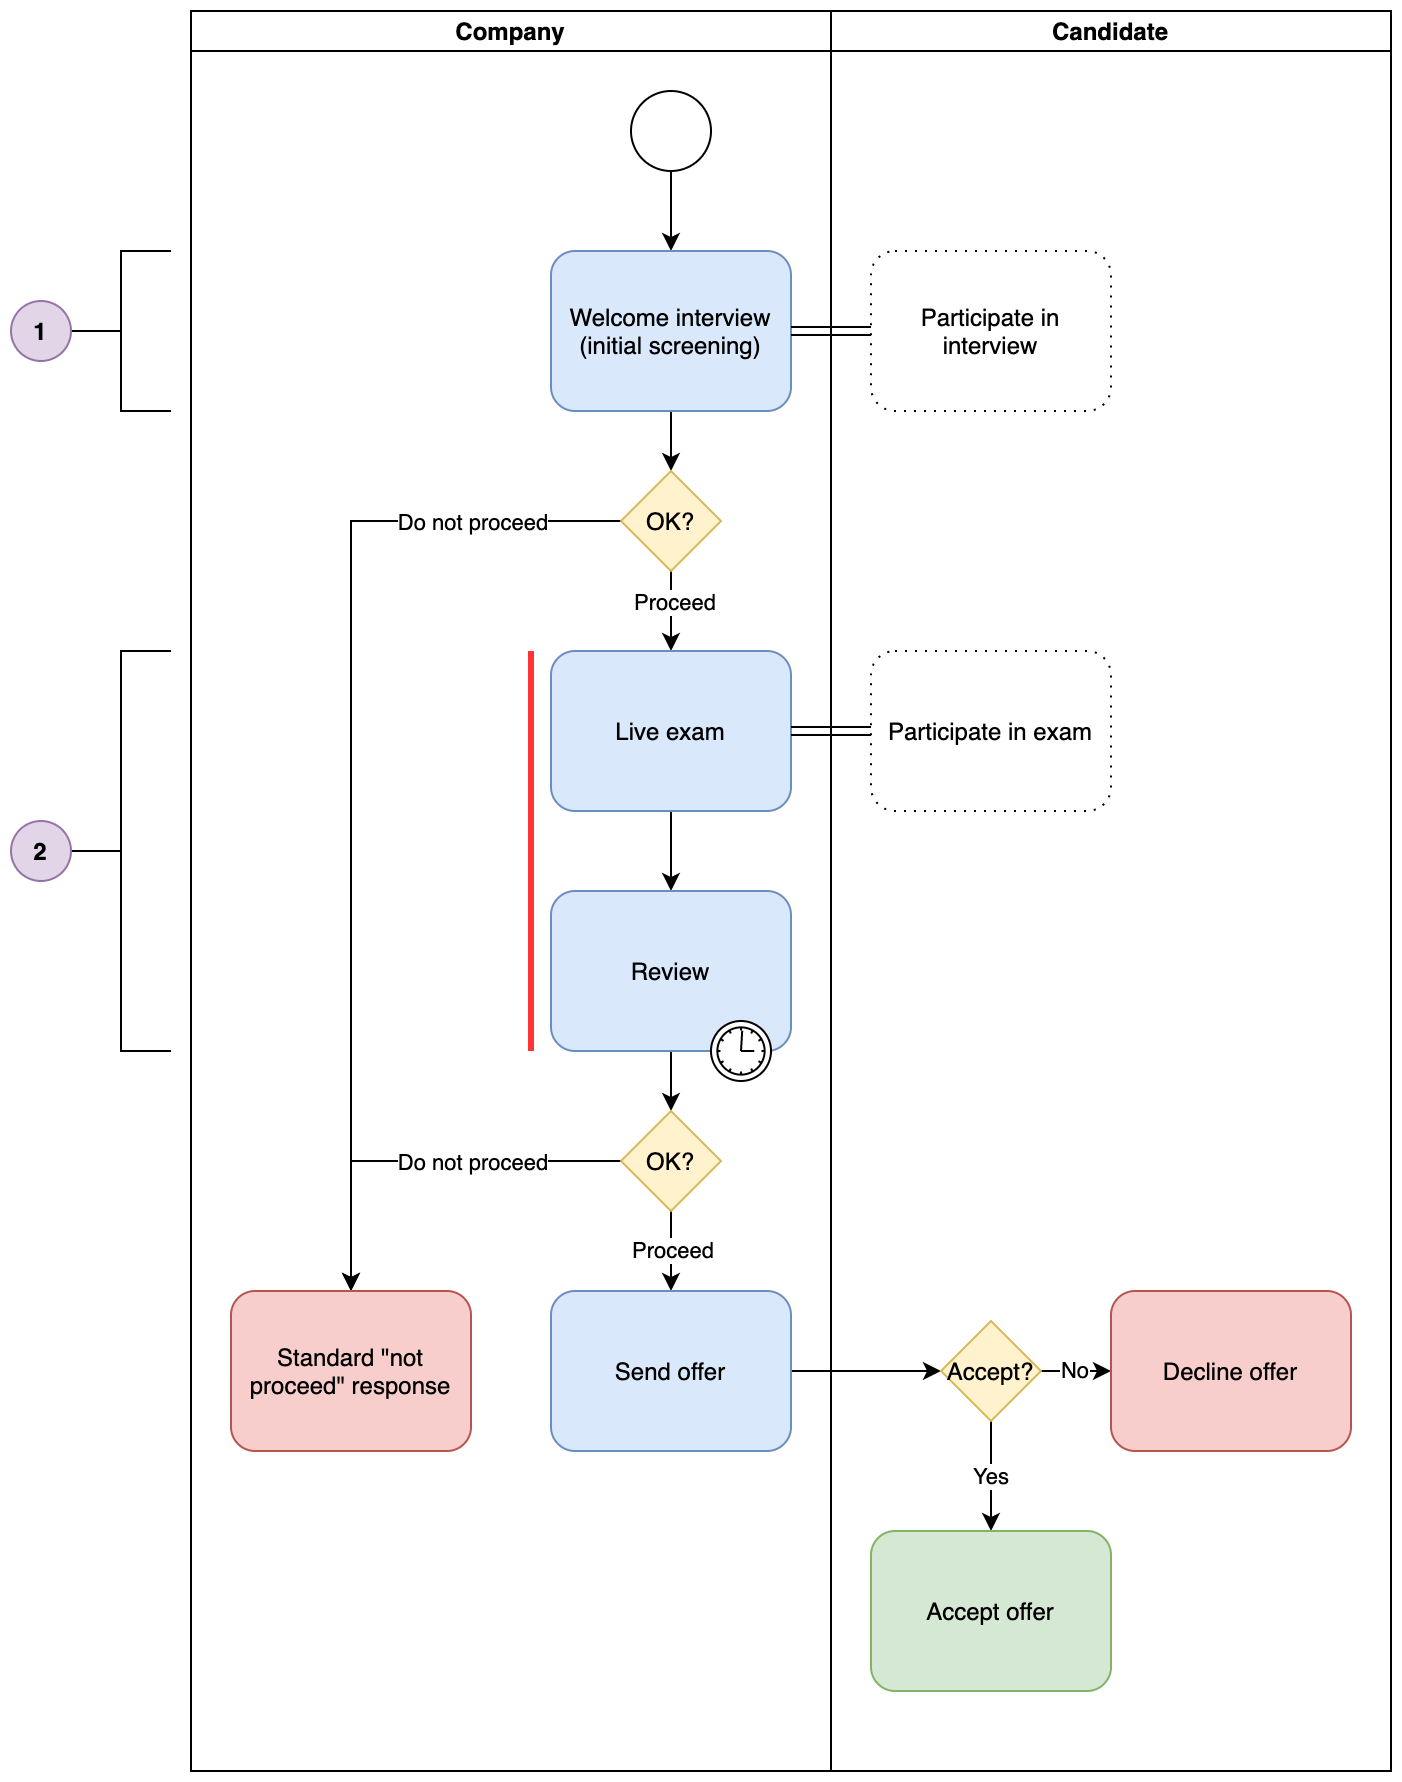 Company
Candidate
1
Welcome interview
(initial screening)
Participate in
interview
OK?
Do not proceed
Proceed
2
Live exam
Participate in exam
Review
OK?
Do not proceed
Proceed
Standard "not
proceed" response
Send offer
Accept?
No
Decline offer
Yes
Accept offer